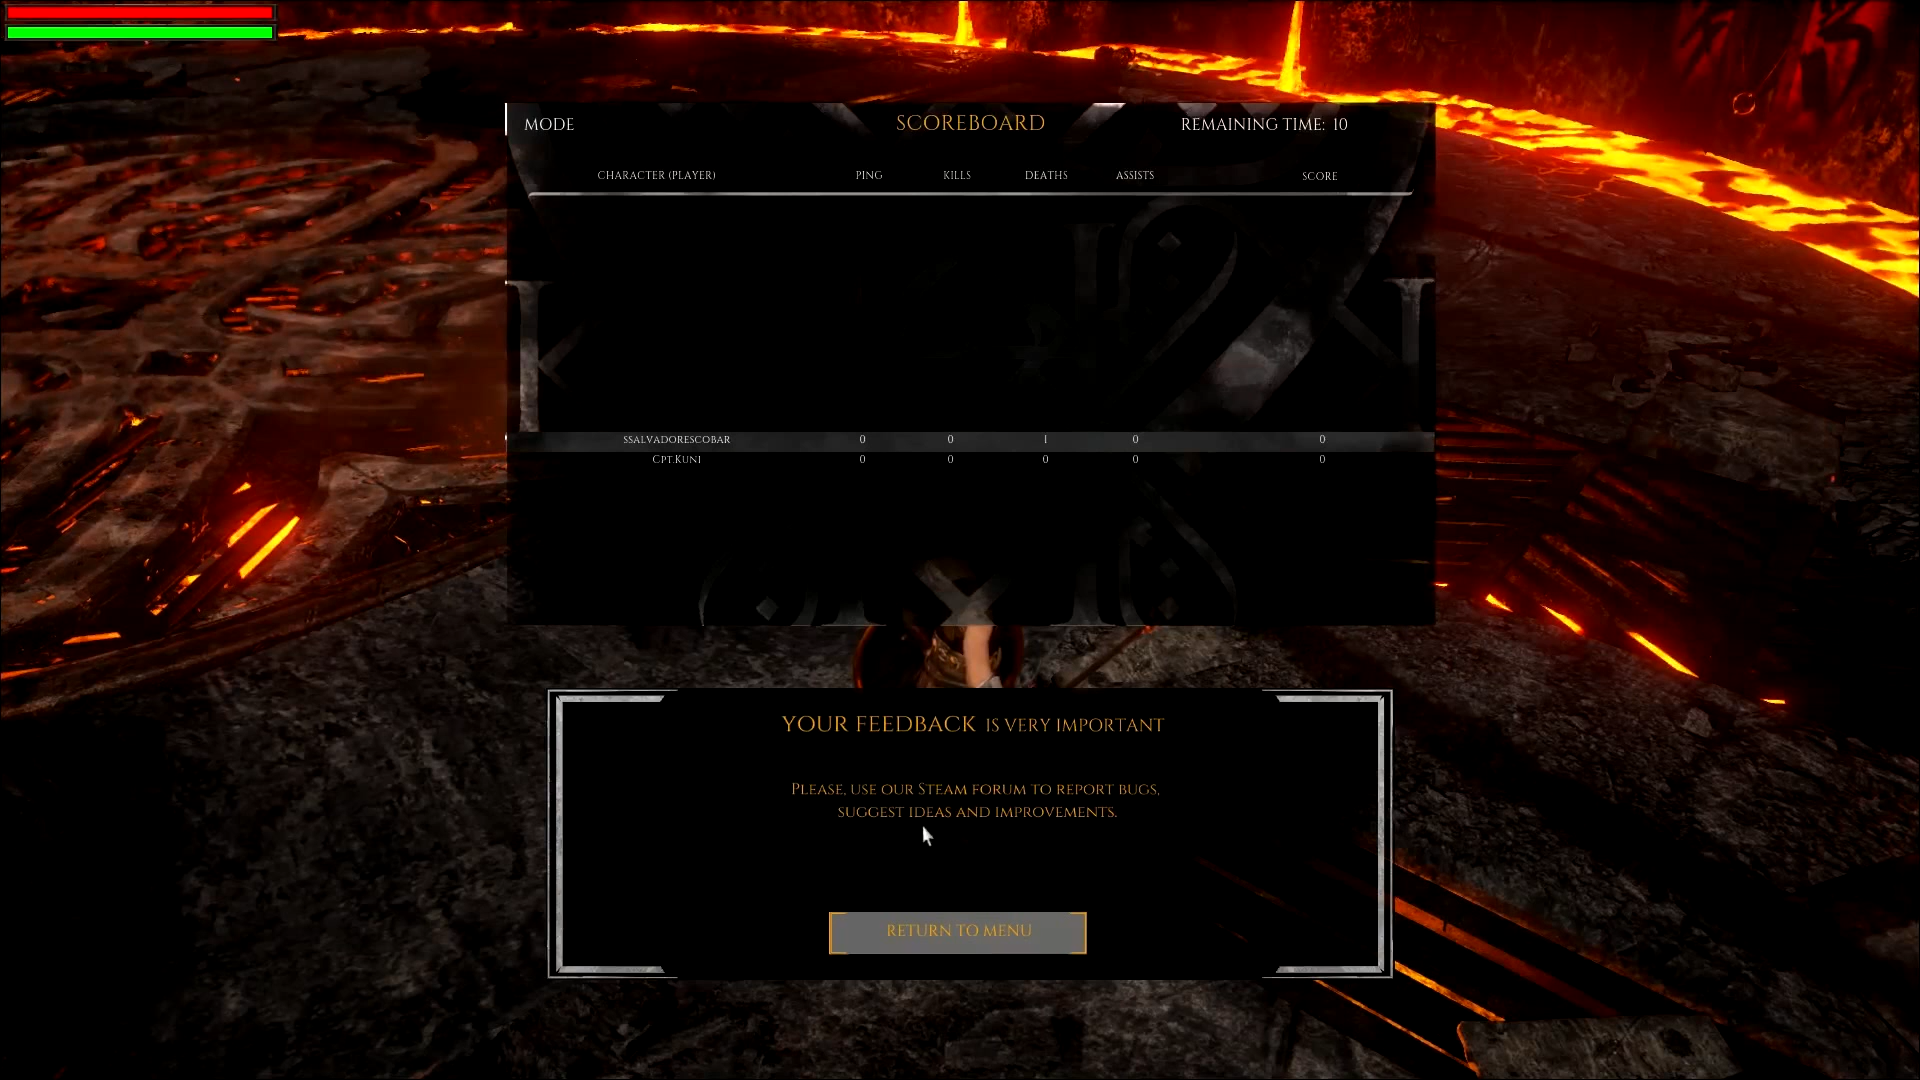 MODE SCOREBOARD REMAINING TIME: 10
CHARACTER (PLAYER) PING KILLS DEATHS ASSISTS SCORE
SSALVADORESCOBAR 0 0 1 0 0
Cpt.Kuni 0 0 0 0 0
YOUR FEEDBACK IS VERY IMPORTANT
Please, use our Steam forum to report bugs,
suggest ideas and improvements.
RETURN TO MENU